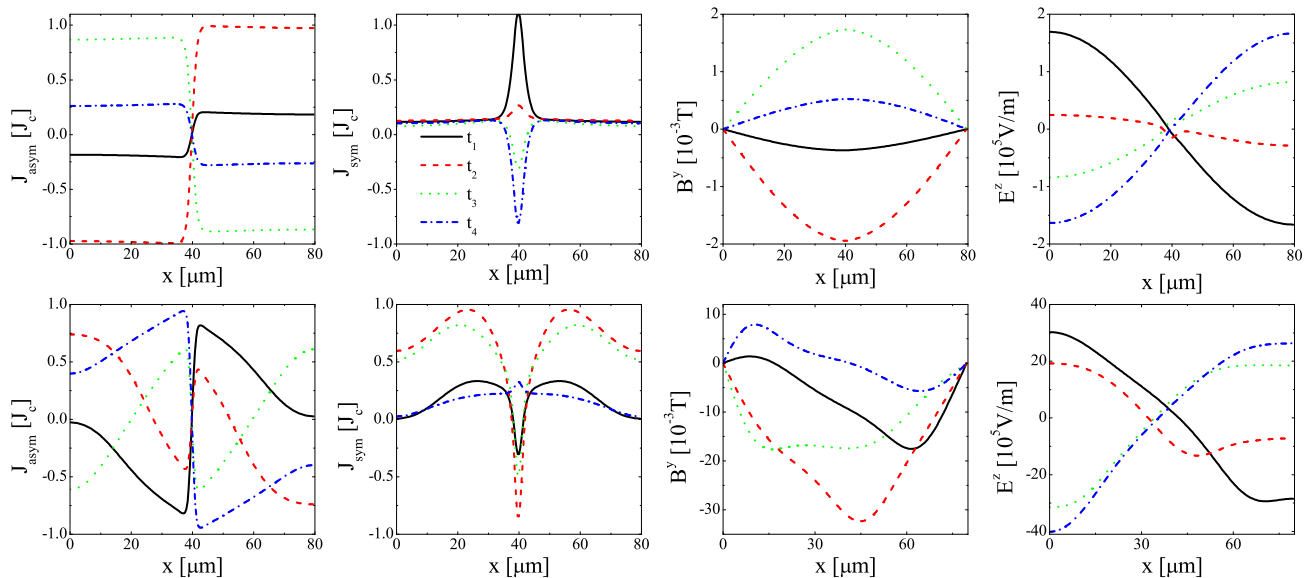 J_asym [J_c]
1.0
0.5
0.0
-0.5
-1.0
0 20 40 60 80
x [μm]
J_sym [J_c]
1.0
0.5
0.0
-0.5
-1.0
t_1
t_2
t_3
t_4
0 20 40 60 80
x [μm]
B^y [10^-3T]
2
1
0
-1
-2
0 20 40 60 80
x [μm]
E^z [10^5V/m]
2
1
0
-1
-2
0 20 40 60 80
x [μm]
J_asym [J_c]
1.0
0.5
0.0
-0.5
-1.0
0 20 40 60 80
x [μm]
J_sym [J_c]
1.0
0.5
0.0
-0.5
-1.0
0 20 40 60 80
x [μm]
B^y [10^-3T]
10
0
-10
-20
-30
0 30 60
x [μm]
E^z [10^5V/m]
40
20
0
-20
-40
0 30 60
x [μm]